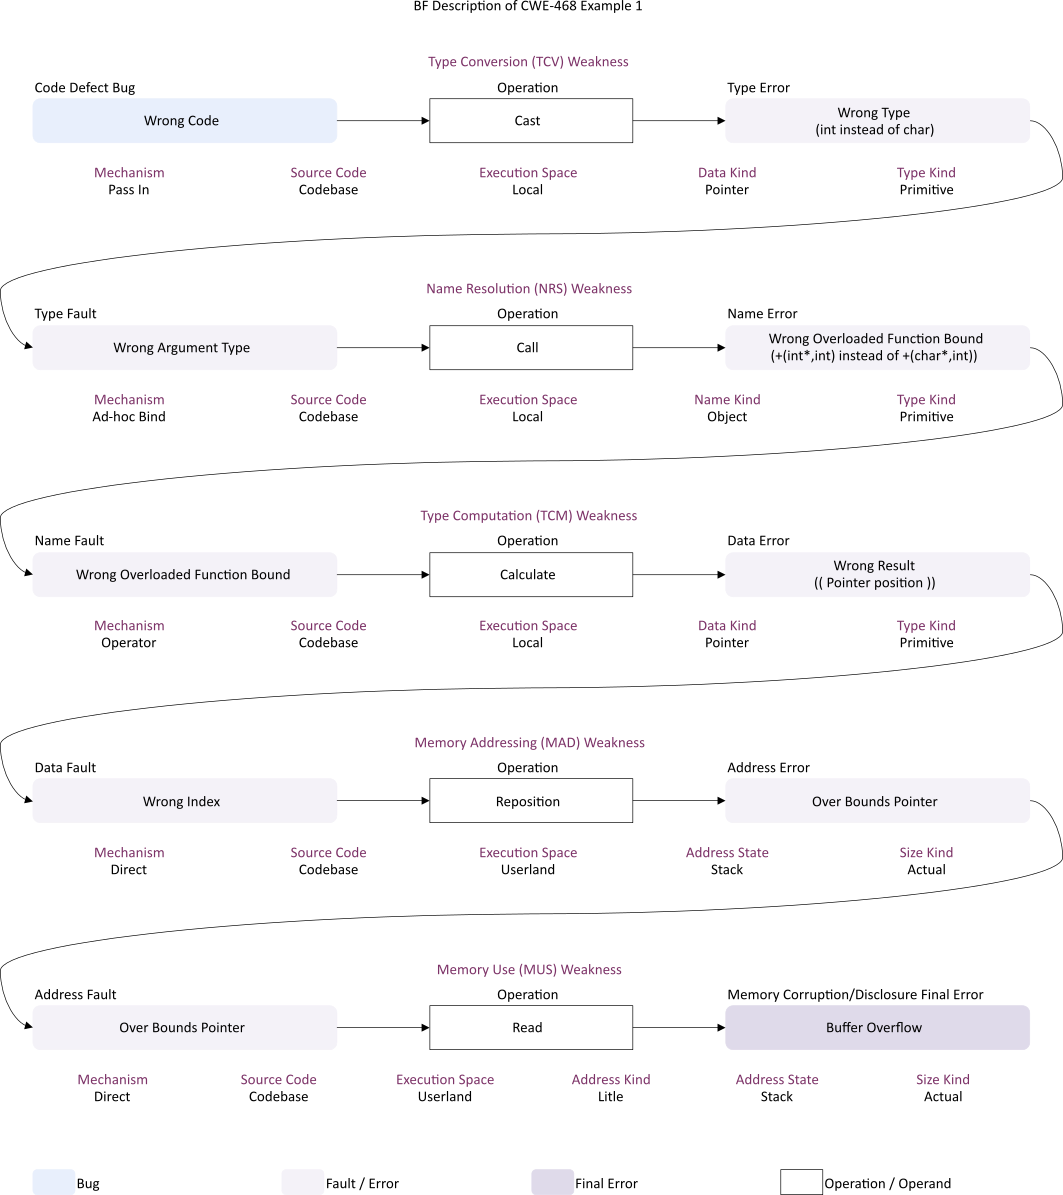 BF Description of CWE-468 Example 1
Type Conversion (TCV) Weakness
Code Defect Bug
Operation
Type Error
Wrong Code
Cast
Wrong Type
(int instead of char)
Mechanism
Pass In
Source Code
Codebase
Execution Space
Local
Data Kind
Pointer
Type Kind
Primitive
Name Resolution (NRS) Weakness
Type Fault
Operation
Name Error
Wrong Argument Type
Call
Wrong Overloaded Function Bound
(+(int*,int) instead of +(char*,int))
Mechanism
Ad-hoc Bind
Source Code
Codebase
Execution Space
Local
Name Kind
Object
Type Kind
Primitive
Type Computation (TCM) Weakness
Name Fault
Operation
Data Error
Wrong Overloaded Function Bound
Calculate
Wrong Result
(( Pointer position ))
Mechanism
Operator
Source Code
Codebase
Execution Space
Local
Data Kind
Pointer
Type Kind
Primitive
Memory Addressing (MAD) Weakness
Data Fault
Operation
Address Error
Wrong Index
Reposition
Over Bounds Pointer
Mechanism
Direct
Source Code
Codebase
Execution Space
Userland
Address State
Stack
Size Kind
Actual
Memory Use (MUS) Weakness
Address Fault
Operation
Memory Corruption/Disclosure Final Error
Over Bounds Pointer
Read
Buffer Overflow
Mechanism
Direct
Source Code
Codebase
Execution Space
Userland
Address Kind
Litle
Address State
Stack
Size Kind
Actual
Bug
Fault / Error
Final Error
Operation / Operand